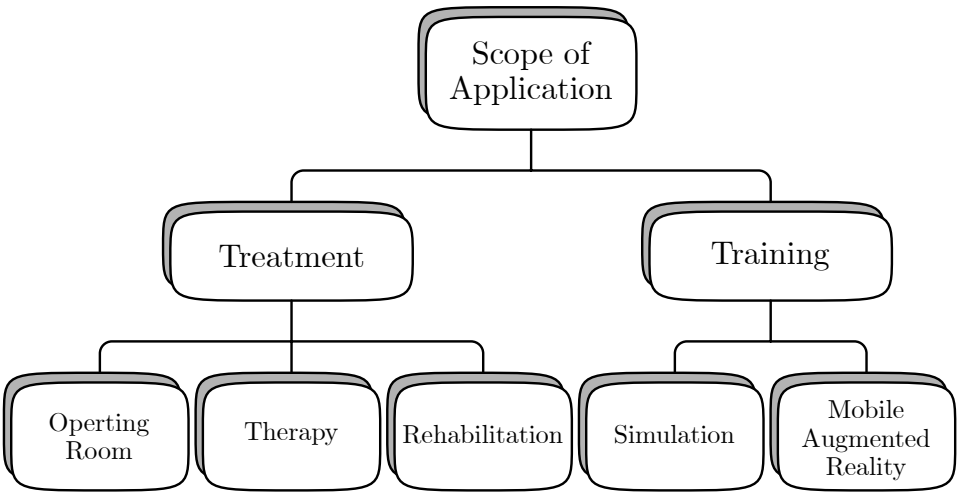 Scope of
Application
Treatment
Training
Operting
Room
Therapy
Rehabilitation
Simulation
Mobile
Augmented
Reality